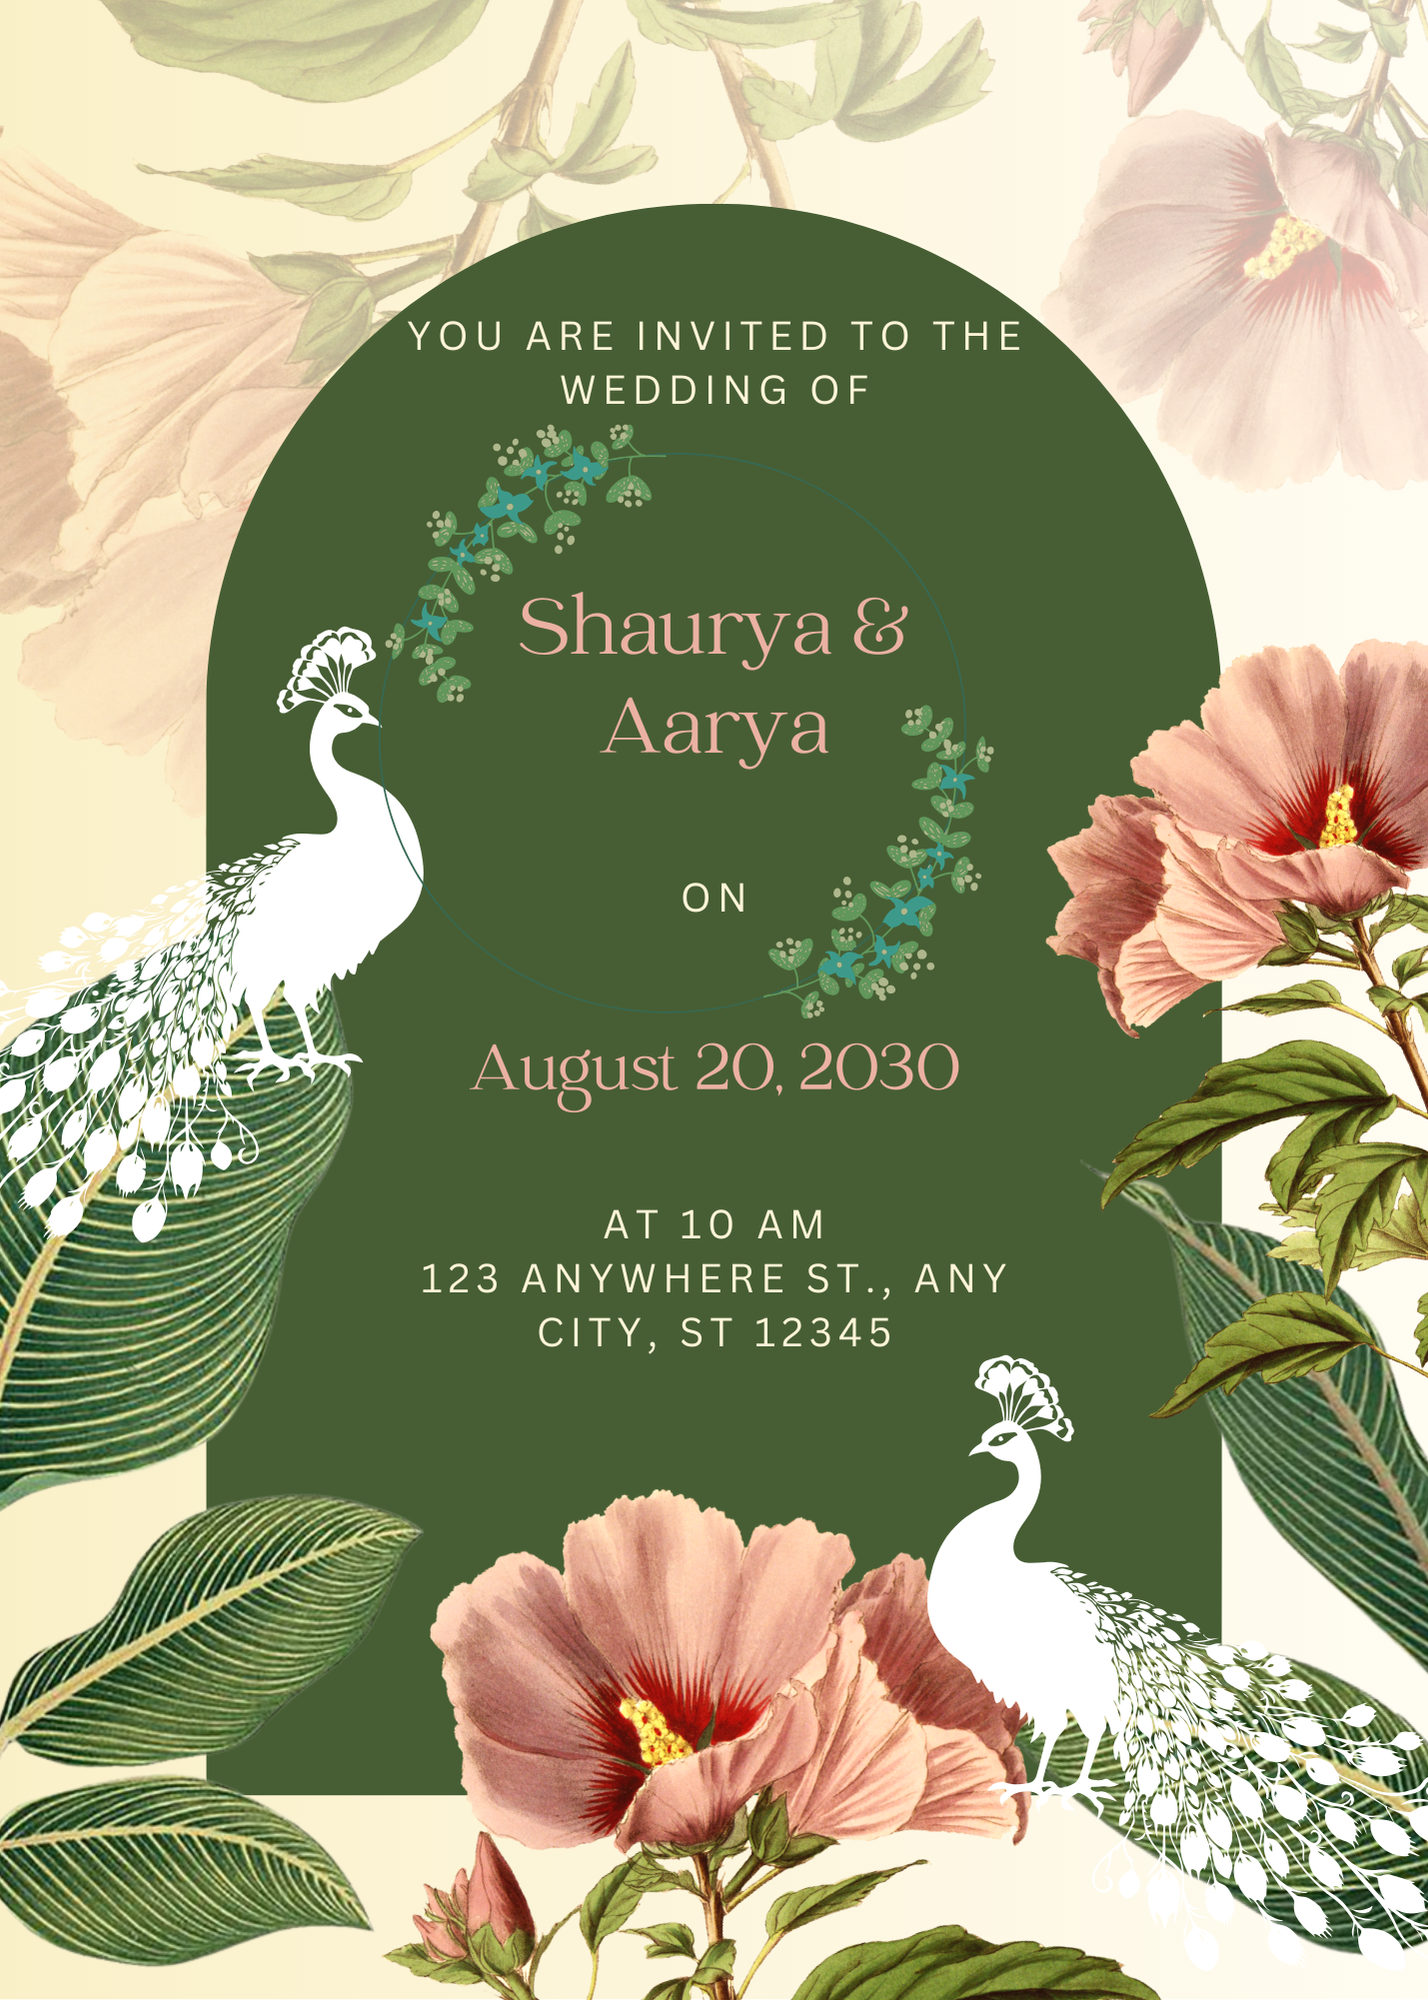 YOU ARE INVITED TO THE
WEDDING OF
Shaurya &
Aarya
ON
August 20, 2030
AT 10 AM
123 ANYWHERE ST., ANY
CITY, ST 12345